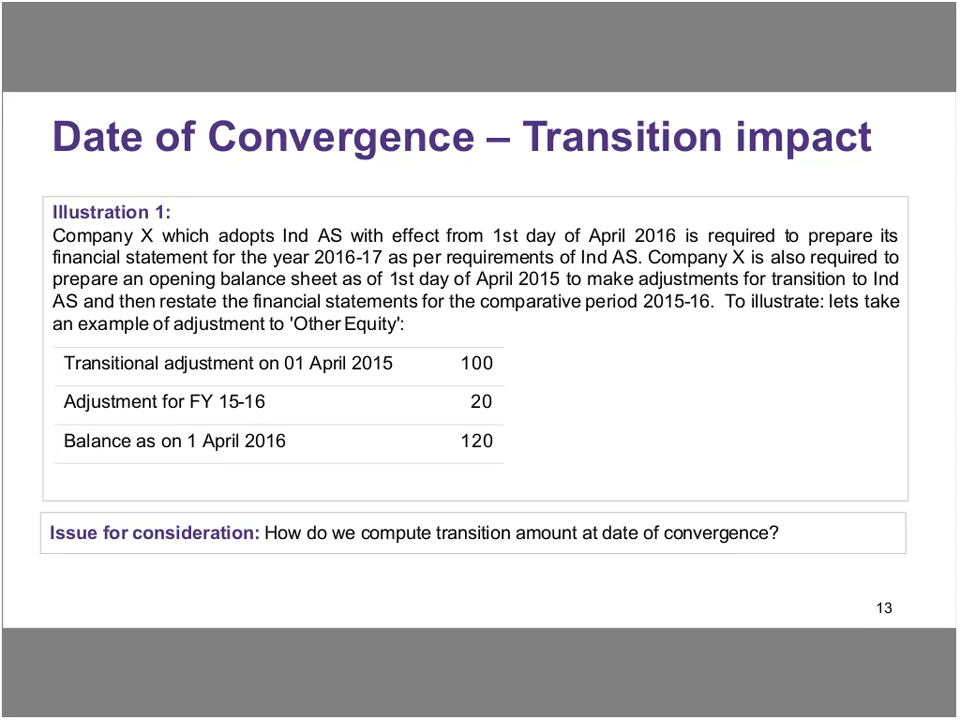 Date of Convergence – Transition impact
Illustration 1:
Company X which adopts Ind AS with effect from 1st day of April 2016 is required to prepare its
financial statement for the year 2016-17 as per requirements of Ind AS. Company X is also required to
prepare an opening balance sheet as of 1st day of April 2015 to make adjustments for transition to Ind
AS and then restate the financial statements for the comparative period 2015-16. To illustrate: lets take
an example of adjustment to 'Other Equity':
Transitional adjustment on 01 April 2015 100
Adjustment for FY 15-16 20
Balance as on 1 April 2016 120
Issue for consideration: How do we compute transition amount at date of convergence?
13